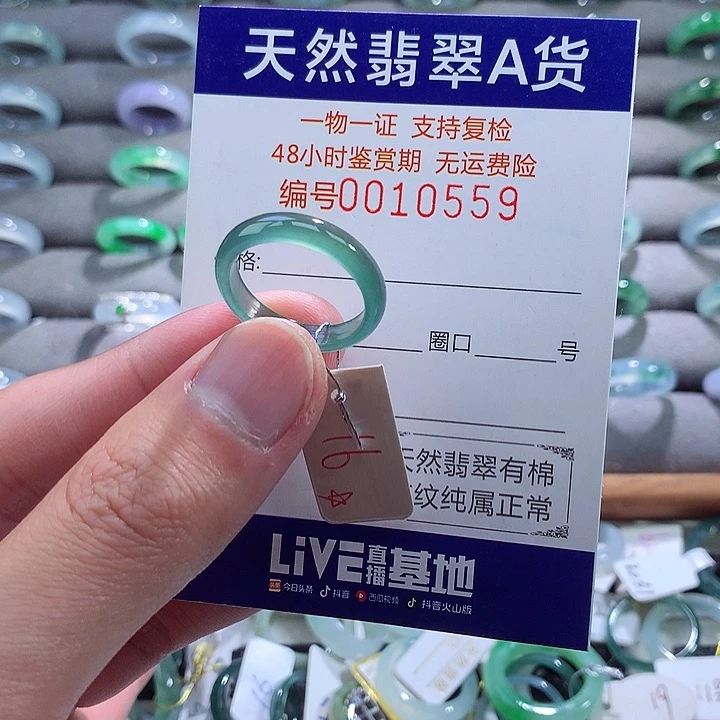 天然翡翠A货
一物一证 支持复检
48小时鉴赏期 无运费险
编号0010559
格:
圈口 号
16
天然翡翠有棉
纹纯属正常
LiVE直播基地
今日头条 抖音 西瓜视频 抖音火山版